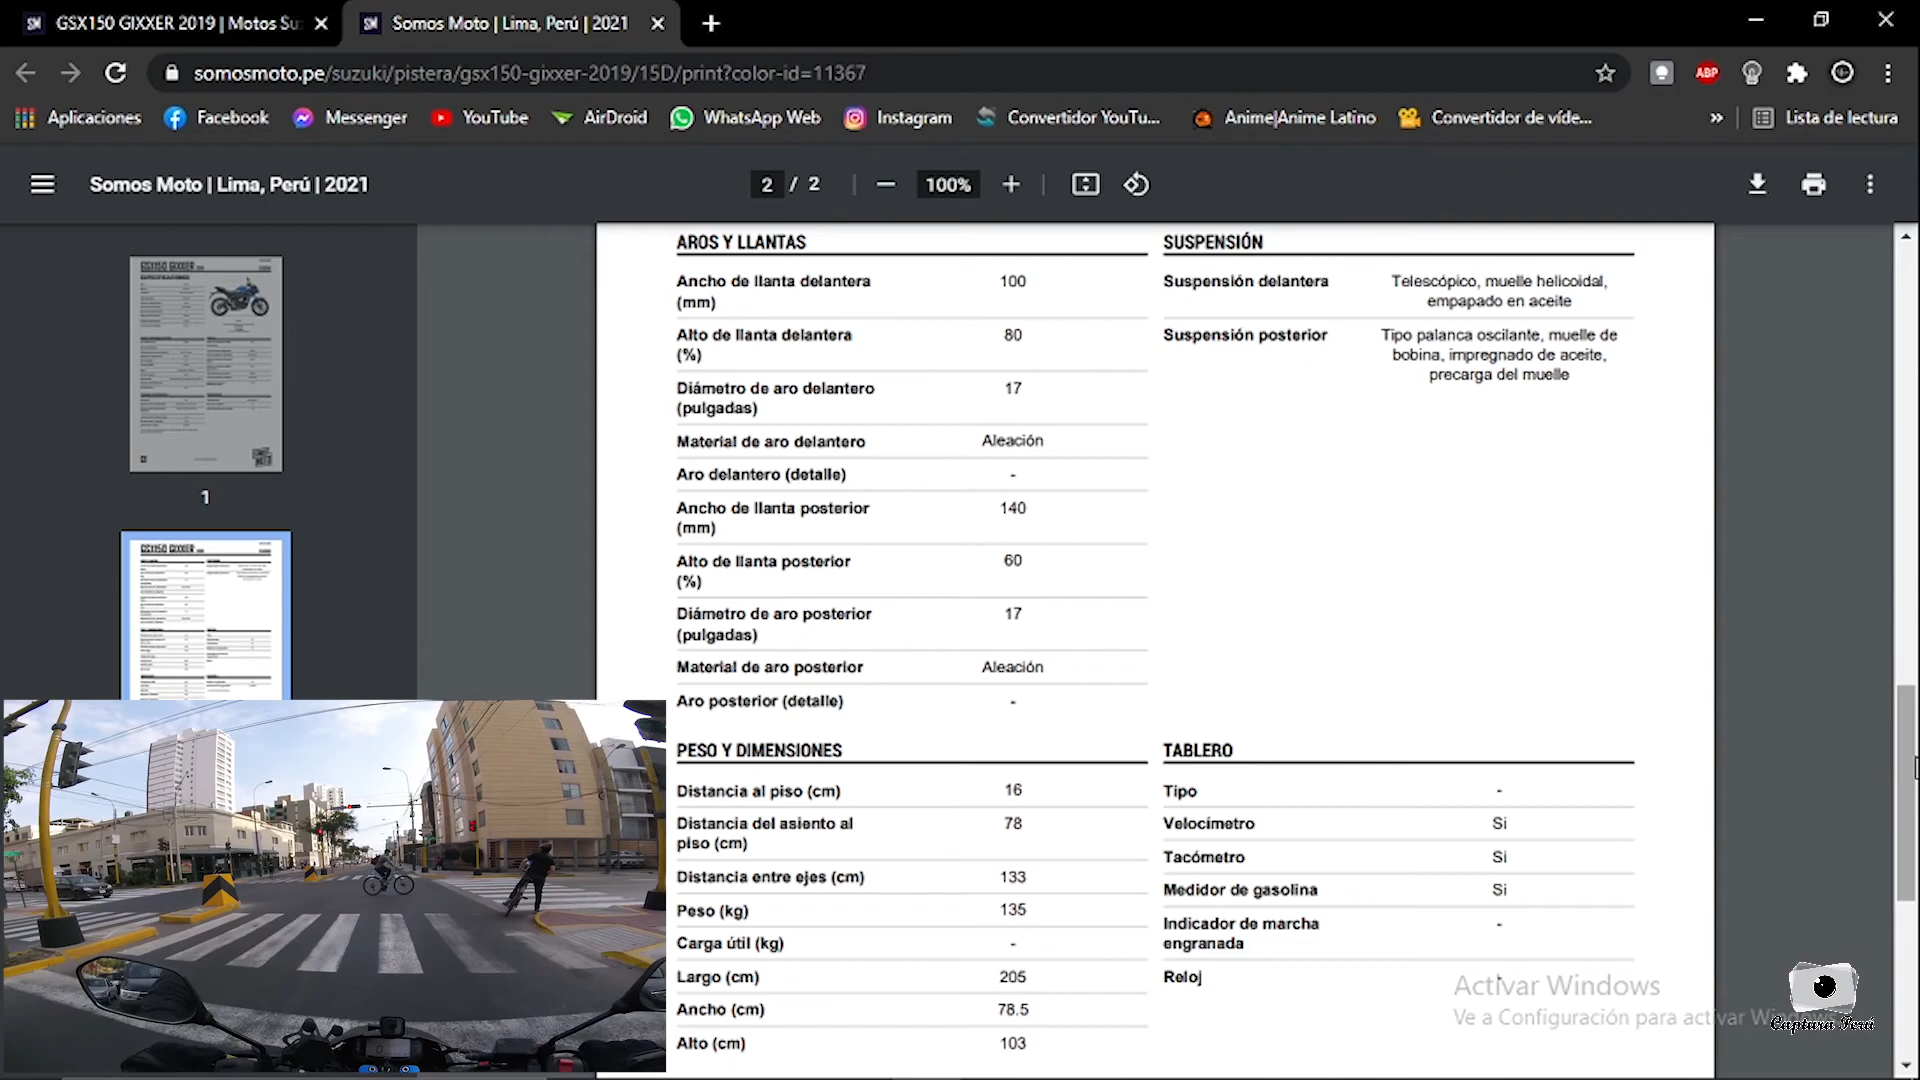 GSX150 GIXXER 2019 | Motos Su
Somos Moto | Lima, Perú | 2021
somosmoto.pe/suzuki/pistera/gsx150-gixxer-2019/15D/print?color-id=11367
ABP
Aplicaciones
Facebook
Messenger
YouTube
AirDroid
WhatsApp Web
Instagram
Convertidor YouTu...
Anime|Anime Latino
Convertidor de víde...
»
Lista de lectura
Somos Moto | Lima, Perú | 2021
2 / 2
100%
GSX150 GIXXER
1
GSX150 GIXXER
AROS Y LLANTAS
Ancho de llanta delantera 100
(mm)
Alto de llanta delantera 80
(%)
Diámetro de aro delantero 17
(pulgadas)
Material de aro delantero Aleación
Aro delantero (detalle) -
Ancho de llanta posterior 140
(mm)
Alto de llanta posterior 60
(%)
Diámetro de aro posterior 17
(pulgadas)
Material de aro posterior Aleación
Aro posterior (detalle) -
SUSPENSIÓN
Suspensión delantera Telescópico, muelle helicoidal,
empapado en aceite
Suspensión posterior Tipo palanca oscilante, muelle de
bobina, impregnado de aceite,
precarga del muelle
PESO Y DIMENSIONES
Distancia al piso (cm) 16
Distancia del asiento al 78
piso (cm)
Distancia entre ejes (cm) 133
Peso (kg) 135
Carga útil (kg) -
Largo (cm) 205
Ancho (cm) 78.5
Alto (cm) 103
TABLERO
Tipo -
Velocímetro Si
Tacómetro Si
Medidor de gasolina Si
Indicador de marcha -
engranada
Reloj -
Activar Windows
Ve a Configuración para activar Windows.
Captura Perú